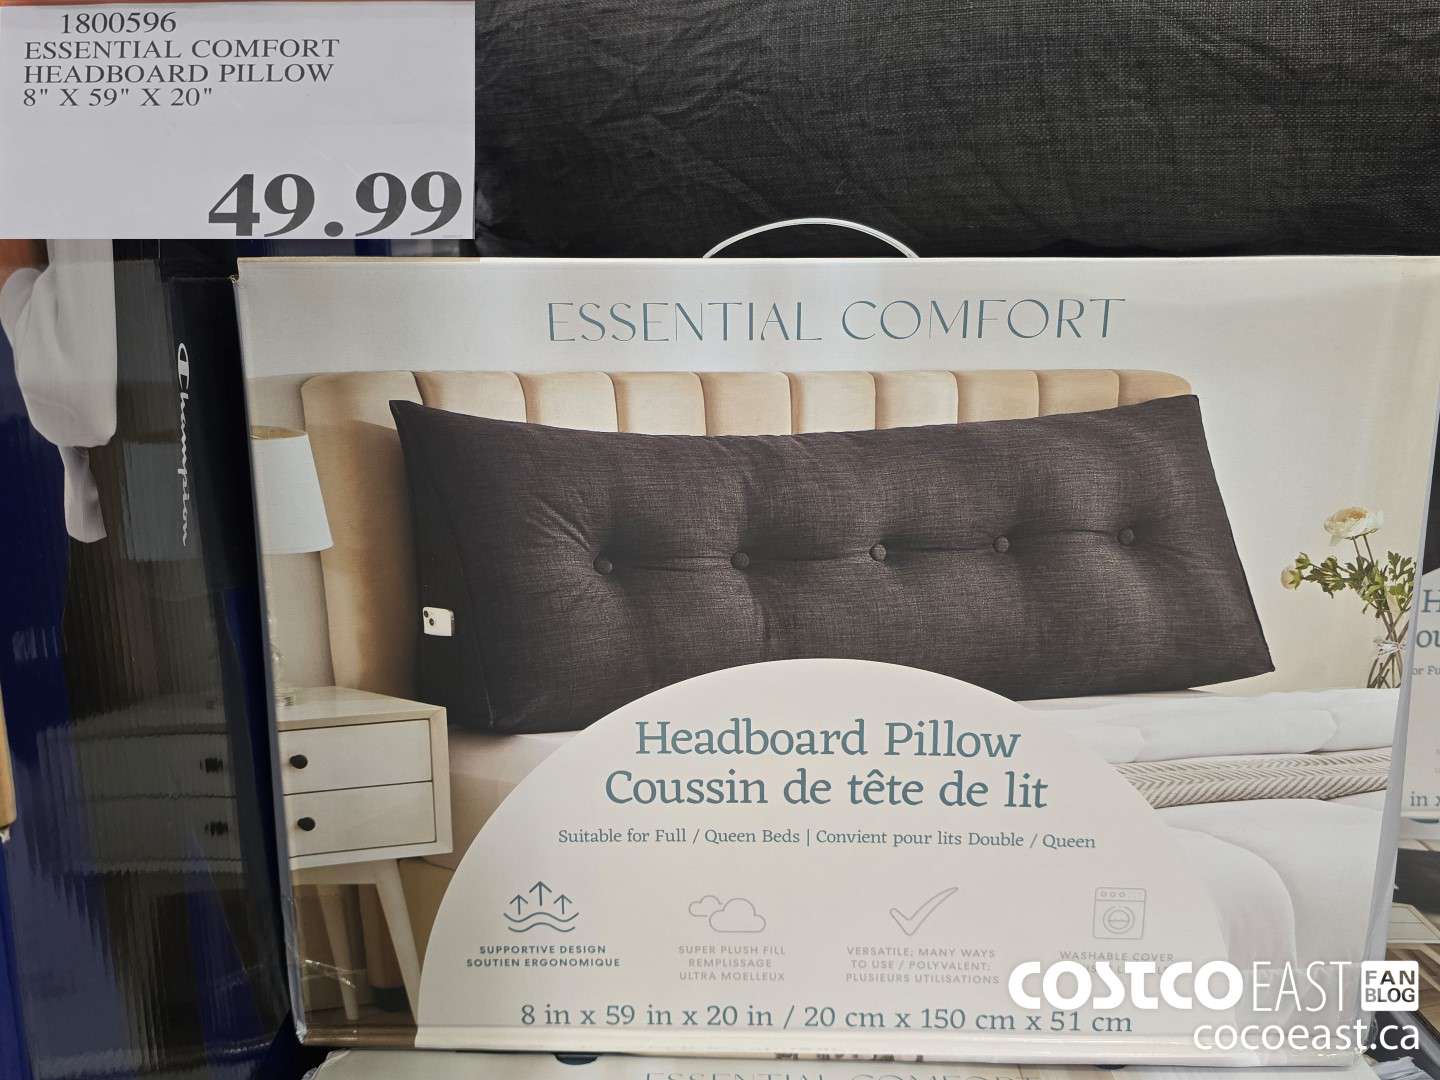 1800596
ESSENTIAL COMFORT
HEADBOARD PILLOW
8" X 59" X 20"
49.99
Champion
ESSENTIAL COMFORT
Headboard Pillow
Coussin de tête de lit
Suitable for Full / Queen Beds | Convient pour lits Double / Queen
SUPPORTIVE DESIGN
SOUTIEN ERGONOMIQUE
SUPER PLUSH FILL
REMPLISSAGE
ULTRA MOELLEUX
VERSATILE; MANY WAYS
TO USE / POLYVALENT;
PLUSIEURS UTILISATIONS
WASHABLE COVER
8 in x 59 in x 20 in / 20 cm x 150 cm x 51 cm
COSTCO EAST FAN BLOG
cocoeast.ca
ESSENTIAL COMFORT